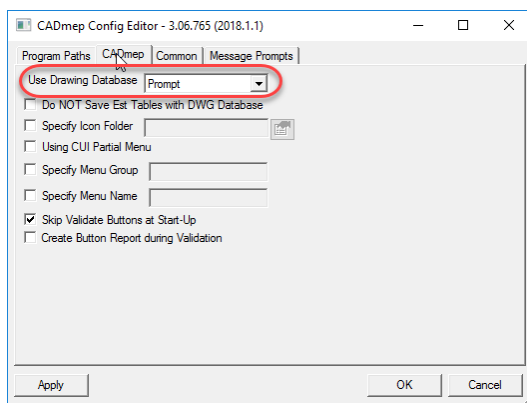 CADmep Config Editor - 3.06.765 (2018.1.1)
Program Paths CADmep Common Message Prompts
Use Drawing Database Prompt
Do NOT Save Est Tables with DWG Database
Specify Icon Folder
Using CUI Partial Menu
Specify Menu Group
Specify Menu Name
Skip Validate Buttons at Start-Up
Create Button Report during Validation
Apply OK Cancel